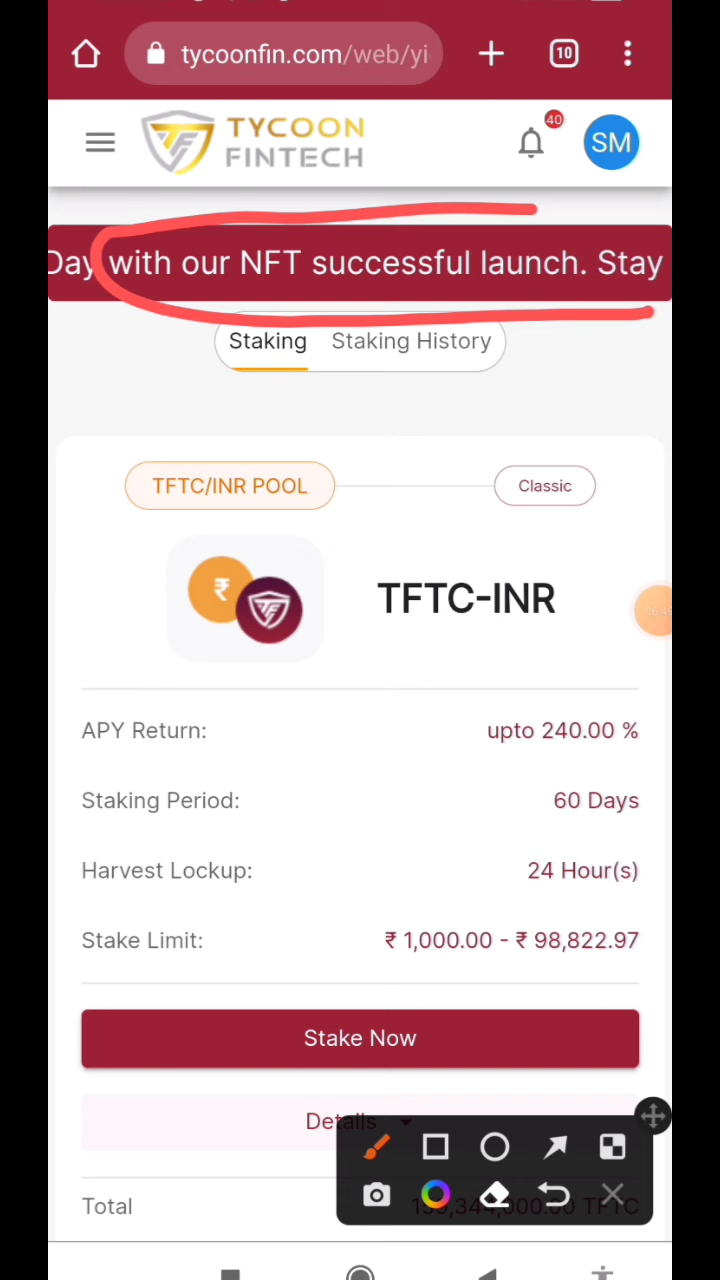 tycoonfin.com/web/yi
10
TYCOON
FINTECH
40
SM
Day with our NFT successful launch. Stay
Staking
Staking History
TFTC/INR POOL
Classic
₹
TFTC-INR
APY Return:
upto 240.00 %
Staking Period:
60 Days
Harvest Lockup:
24 Hour(s)
Stake Limit:
₹ 1,000.00 - ₹ 98,822.97
Stake Now
Details
Total